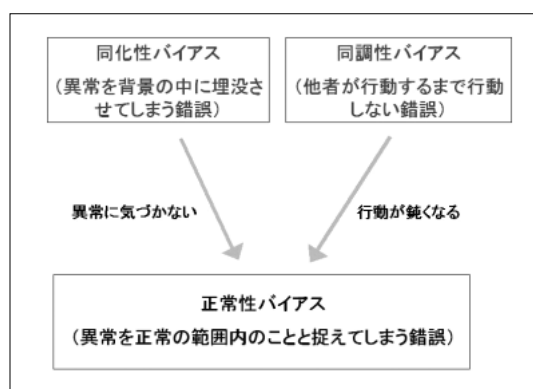 同化性バイアス
（異常を背景の中に埋没さ
せてしまう錯誤）
同調性バイアス
（他者が行動するまで行動
しない錯誤）
異常に気づかない
行動が鈍くなる
正常性バイアス
（異常を正常の範囲内のことと捉えてしまう錯誤）